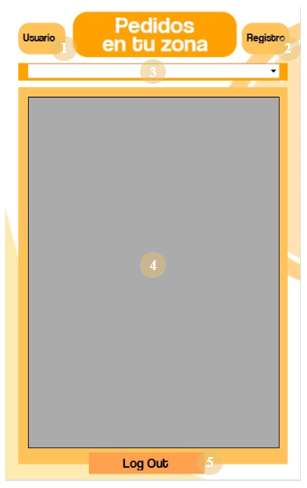 Pedidos
en tu zona
Usuario
1
Registro
2
3
4
Log Out
5